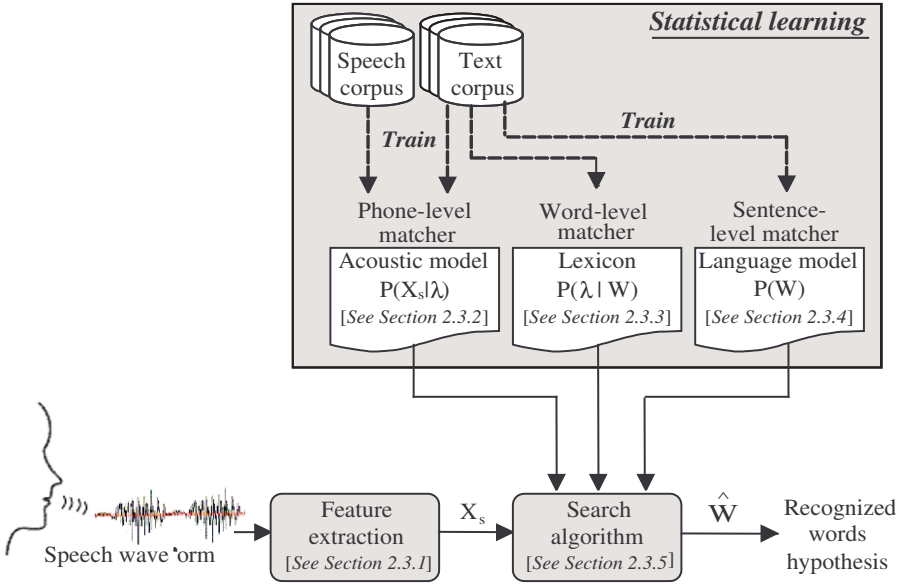 Statistical learning
Speech
corpus
Text
corpus
Train
Train
Phone-level
matcher
Word-level
matcher
Sentence-
level matcher
Acoustic model
P(Xs|λ)
[See Section 2.3.2]
Lexicon
P(λ | W)
[See Section 2.3.3]
Language model
P(W)
[See Section 2.3.4]
Speech wave orm
Feature
extraction
[See Section 2.3.1]
Xs
Search
algorithm
[See Section 2.3.5]
Ŵ
Recognized
words
hypothesis